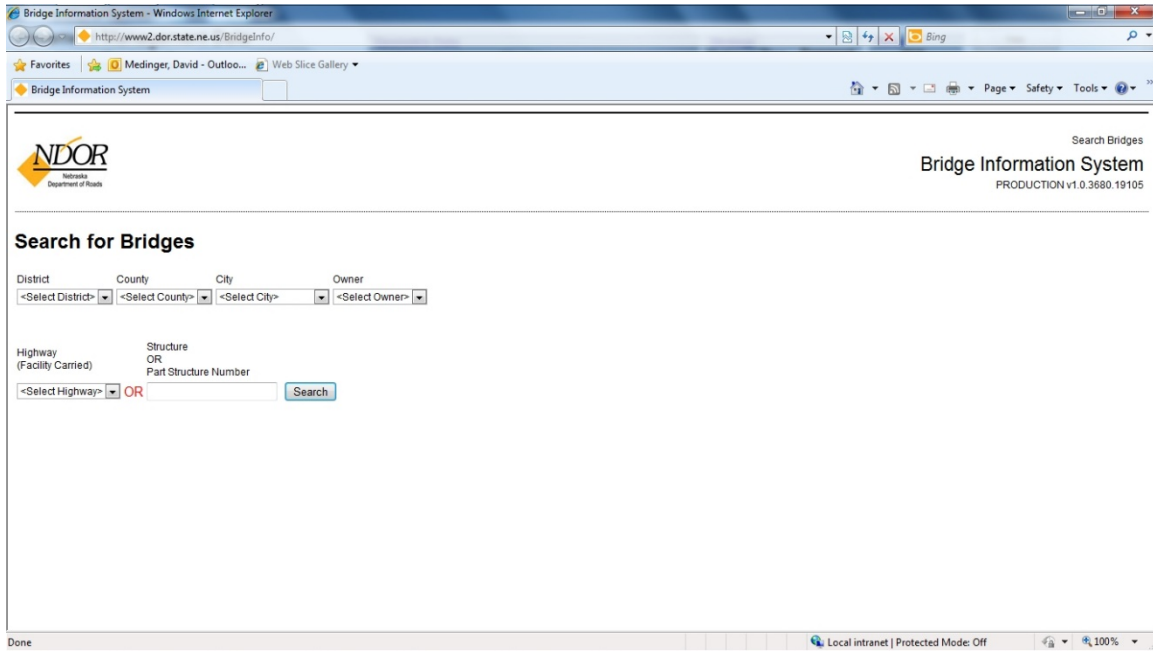 Bridge Information System - Windows Internet Explorer
http://www2.dor.state.ne.us/BridgeInfo/
Bing
Favorites Medinger, David - Outloo... Web Slice Gallery
Bridge Information System
Page Safety Tools
Search Bridges
NDOR
Nebraska
Department of Roads
Bridge Information System
PRODUCTION v1.0.3680.19105
Search for Bridges
District County City Owner
<Select District> <Select County> <Select City> <Select Owner>
Highway
(Facility Carried)
Structure
OR
Part Structure Number
<Select Highway> OR Search
Done Local intranet | Protected Mode: Off 100%